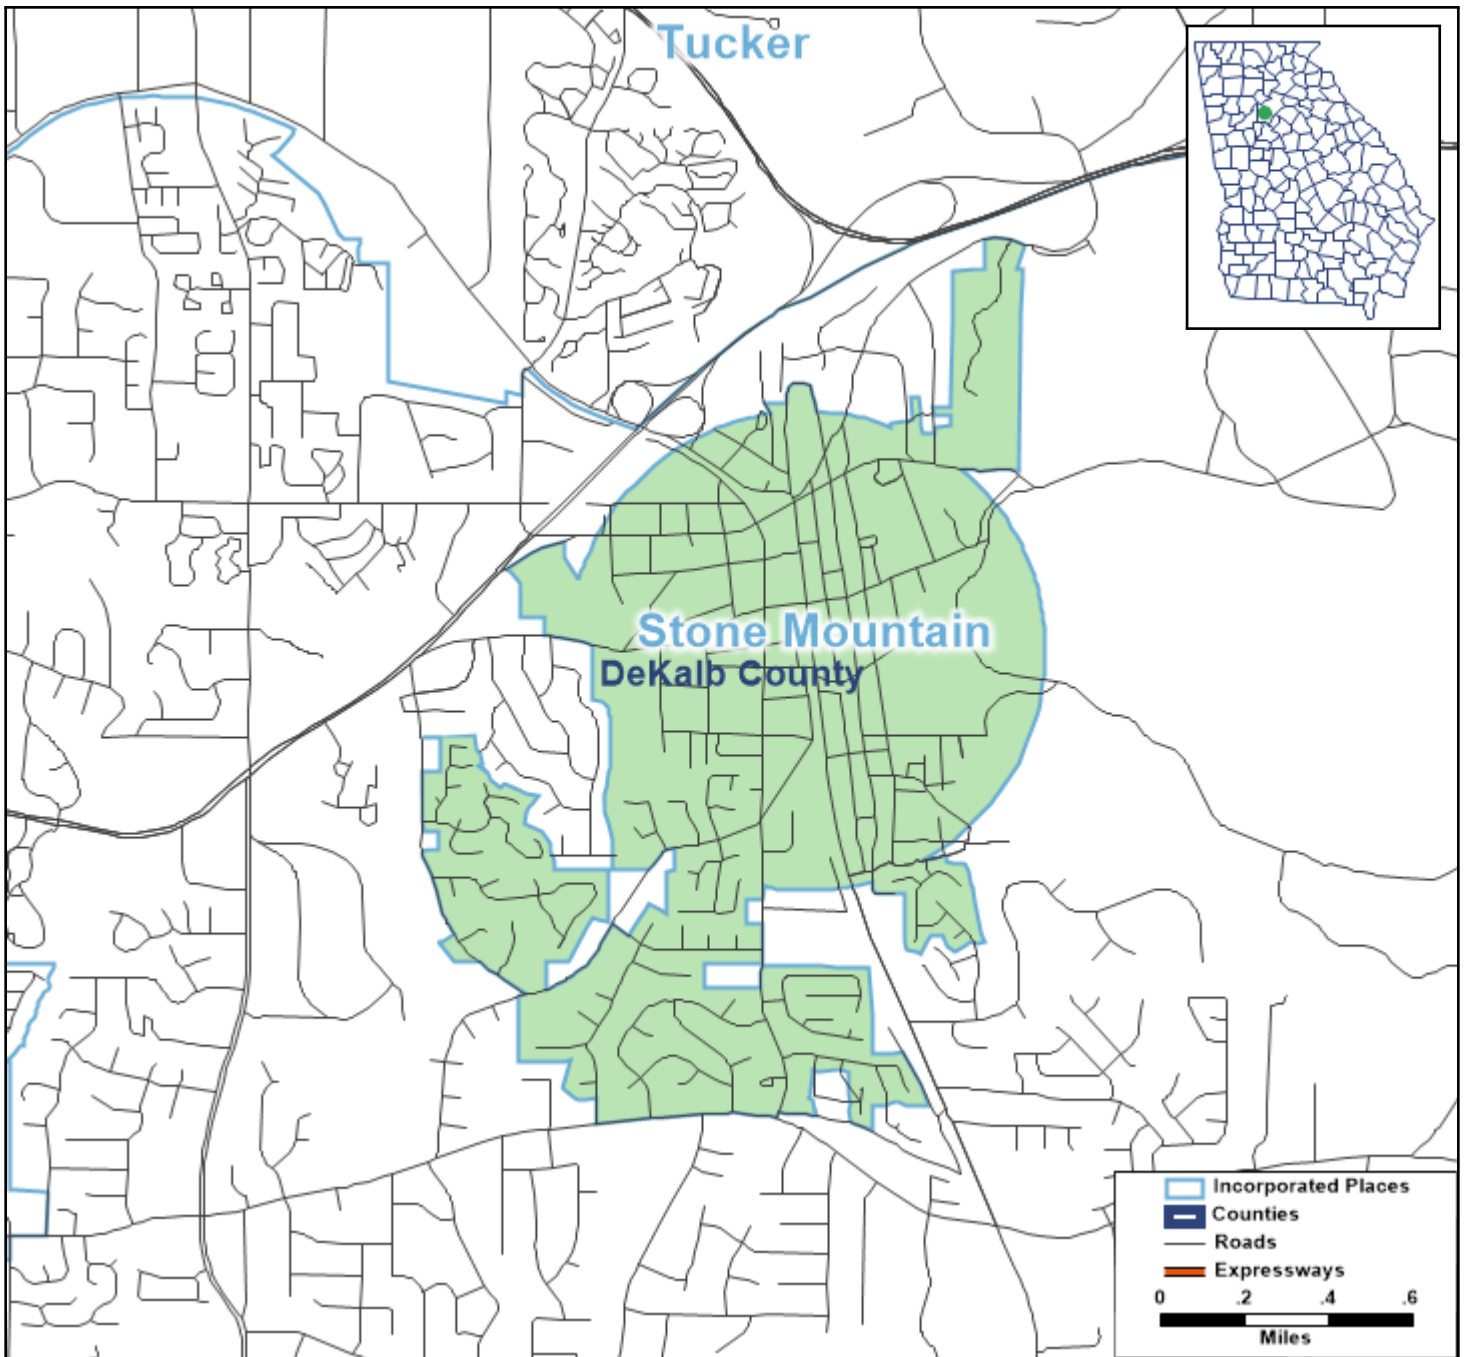 Tucker
Stone Mountain
DeKalb County
Incorporated Places
Counties
Roads
Expressways
0 .2 .4 .6
Miles